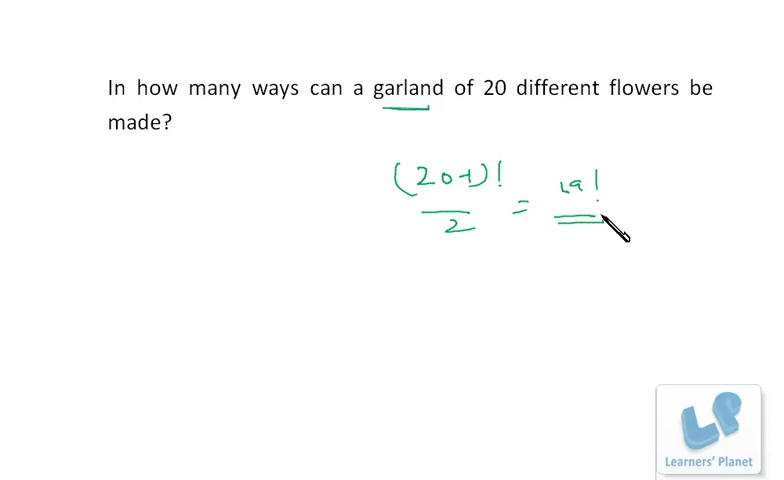 In how many ways can a garland of 20 different flowers be
made?
(20-1)!
2
= 19!
LP
Learners' Planet